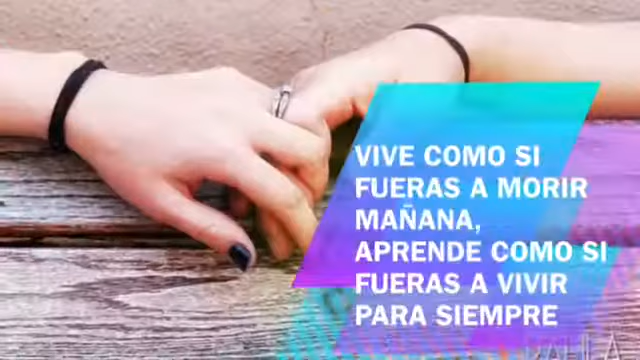 VIVE COMO SI
FUERAS A MORIR
MAÑANA,
APRENDE COMO SI
FUERAS A VIVIR
PARA SIEMPRE